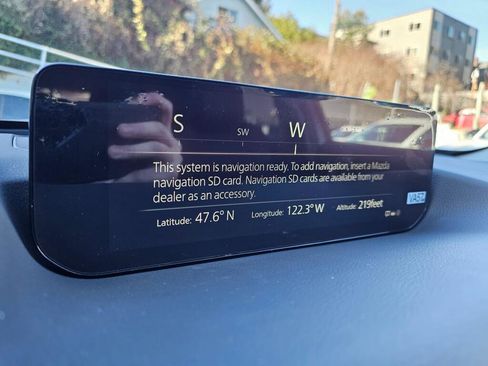 S SW W
This system is navigation ready. To add navigation, insert a Mazda
navigation SD card. Navigation SD cards are available from your
dealer as an accessory.
Latitude: 47.6° N Longitude: 122.3° W Altitude: 219feet